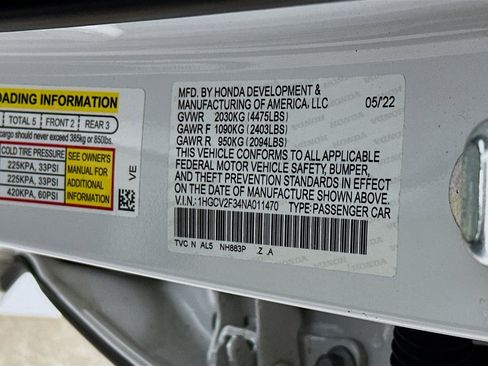 OADING INFORMATION
TOTAL 5 FRONT 2 REAR 3
cargo should never exceed 385kg or 850lbs.
COLD TIRE PRESSURE
225KPA, 33PSI
225KPA, 33PSI
420KPA, 60PSI
SEE OWNER'S
MANUAL FOR
ADDITIONAL
INFORMATION
VE
MFD. BY HONDA DEVELOPMENT &
MANUFACTURING OF AMERICA, LLC 05/22
GVWR 2030KG (4475LBS)
GAWR F 1090KG (2403LBS)
GAWR R 950KG (2094LBS)
THIS VEHICLE CONFORMS TO ALL APPLICABLE
FEDERAL MOTOR VEHICLE SAFETY, BUMPER,
AND THEFT PREVENTION STANDARDS IN EFFECT
ON THE DATE OF MANUFACTURE SHOWN ABOVE.
V.I.N.: 1HGCV2F34NA011470 TYPE: PASSENGER CAR
TVC N AL5 NH883P .Z .A